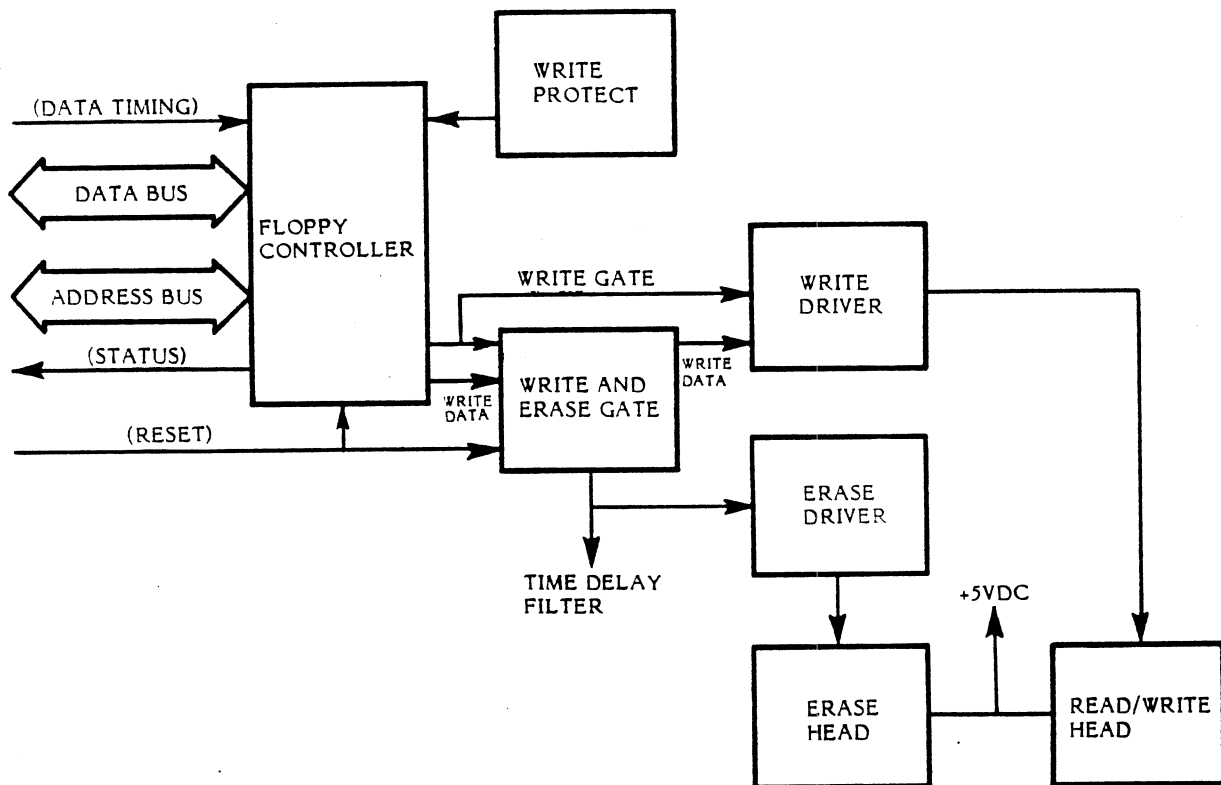 WRITE
PROTECT
(DATA TIMING)
DATA BUS
FLOPPY
CONTROLLER
ADDRESS BUS
WRITE GATE
WRITE
DRIVER
(STATUS)
WRITE
DATA
WRITE AND
ERASE GATE
WRITE
DATA
(RESET)
ERASE
DRIVER
TIME DELAY
FILTER
+5VDC
ERASE
HEAD
READ/WRITE
HEAD